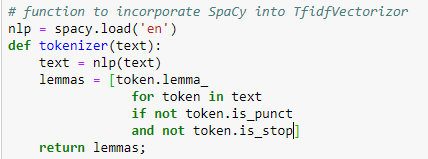 # function to incorporate SpaCy into TfidfVectorizor
nlp = spacy.load('en')
def tokenizer(text):
    text = nlp(text)
    lemmas = [token.lemma_
                for token in text
                if not token.is_punct
                and not token.is_stop]
    return lemmas;